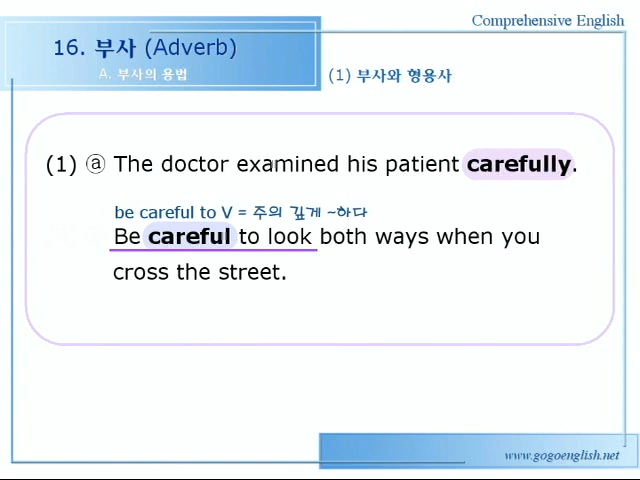 Comprehensive English
16. 부사 (Adverb)
A. 부사의 용법
(1) 부사와 형용사
(1) ⓐ The doctor examined his patient carefully.
be careful to V = 주의 깊게 ~하다
Be careful to look both ways when you
cross the street.
www.gogoenglish.net